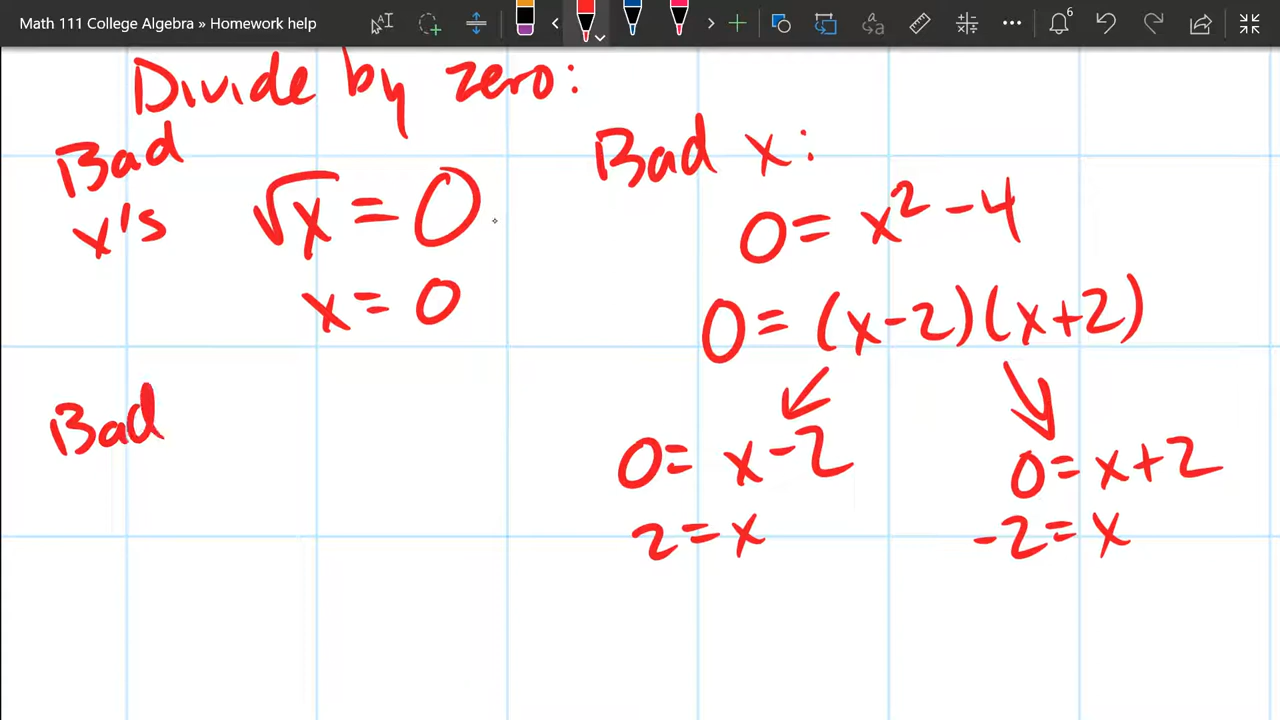 Math 111 College Algebra » Homework help
6
Divide by zero:
Bad
x's
√x = 0
x = 0
Bad
Bad x:
0 = x² - 4
0 = (x-2)(x+2)
0 = x-2
2 = x
0 = x+2
-2 = x